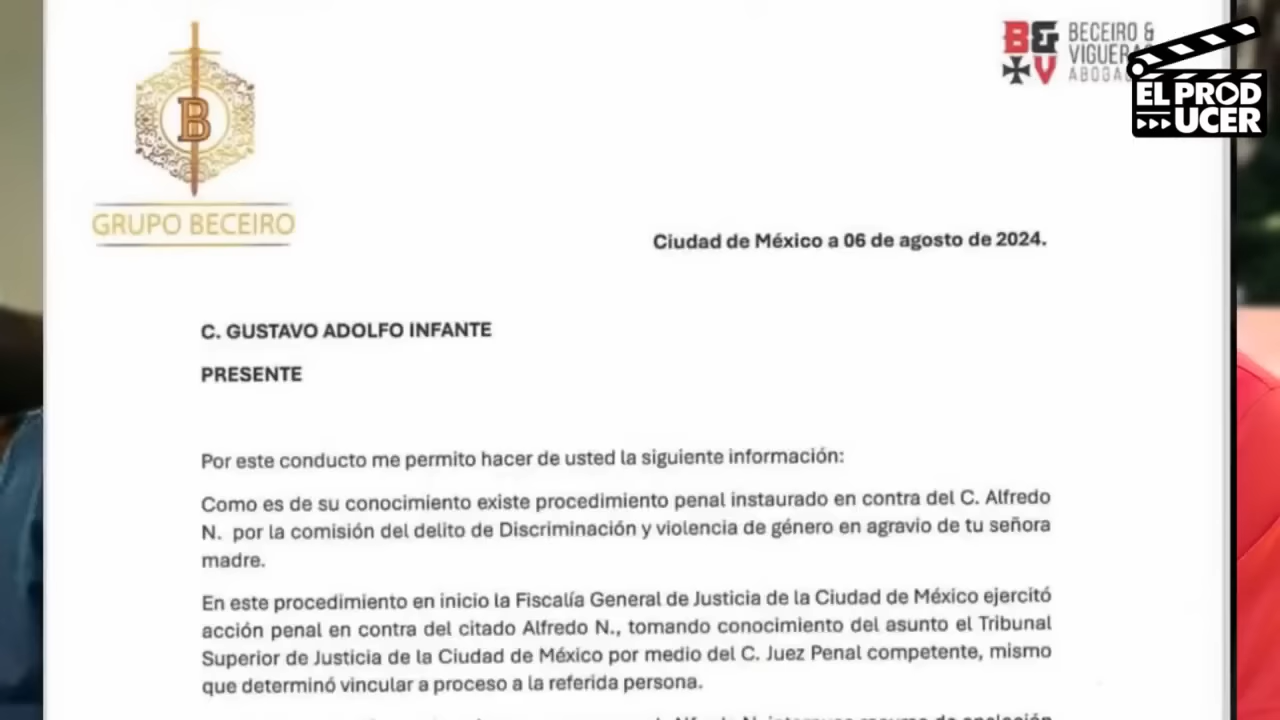 B
GRUPO BECEIRO
B&V
BECEIRO &
VIGUERAS
EL PROD
UCER
Ciudad de México a 06 de agosto de 2024.
C. GUSTAVO ADOLFO INFANTE
PRESENTE
Por este conducto me permito hacer de usted la siguiente información:
Como es de su conocimiento existe procedimiento penal instaurado en contra del C. Alfredo
N. por la comisión del delito de Discriminación y violencia de género en agravio de tu señora
madre.
En este procedimiento en inicio la Fiscalía General de Justicia de la Ciudad de México ejercitó
acción penal en contra del citado Alfredo N., tomando conocimiento del asunto el Tribunal
Superior de Justicia de la Ciudad de México por medio del C. Juez Penal competente, mismo
que determinó vincular a proceso a la referida persona.